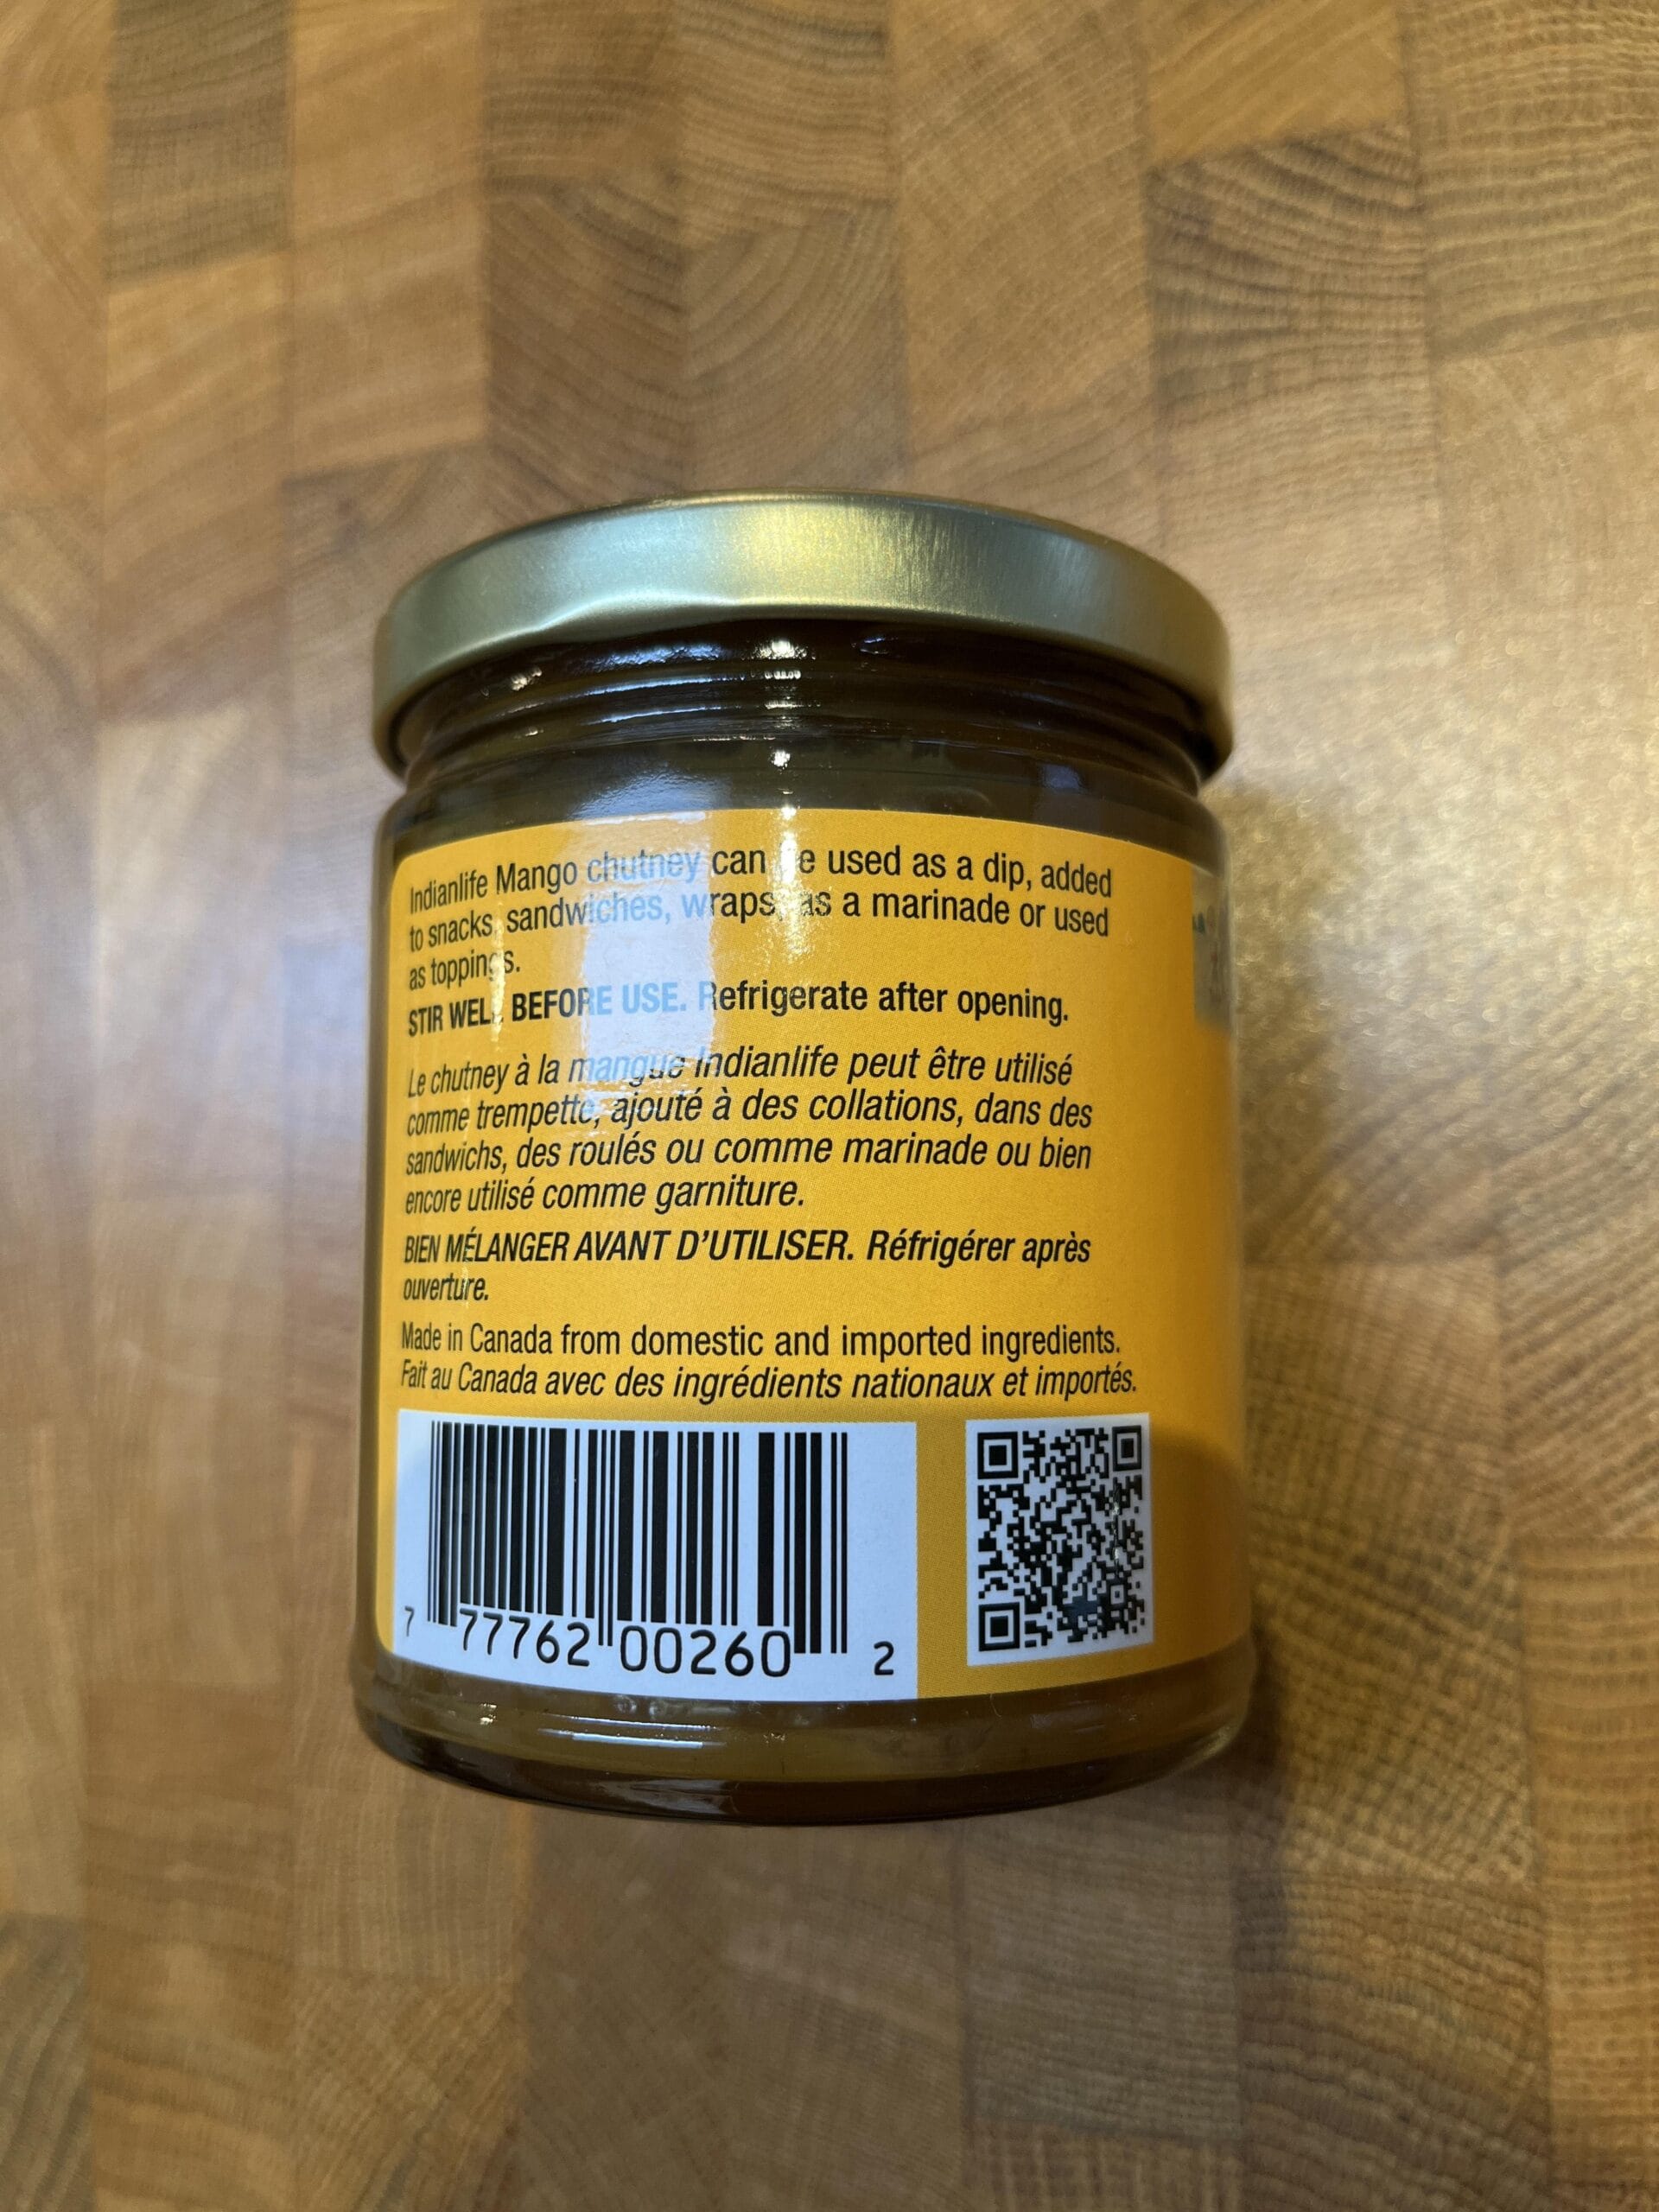 Indianlife Mango chutney can be used as a dip, added
to snacks, sandwiches, wraps, as a marinade or used
as toppings.
STIR WELL BEFORE USE. Refrigerate after opening.
Le chutney à la mangue Indianlife peut être utilisé
comme trempette, ajouté à des collations, dans des
sandwichs, des roulés ou comme marinade ou bien
encore utilisé comme garniture.
BIEN MÉLANGER AVANT D'UTILISER. Réfrigérer après
ouverture.
Made in Canada from domestic and imported ingredients.
Fait au Canada avec des ingrédients nationaux et importés.
7 77762 00260 2